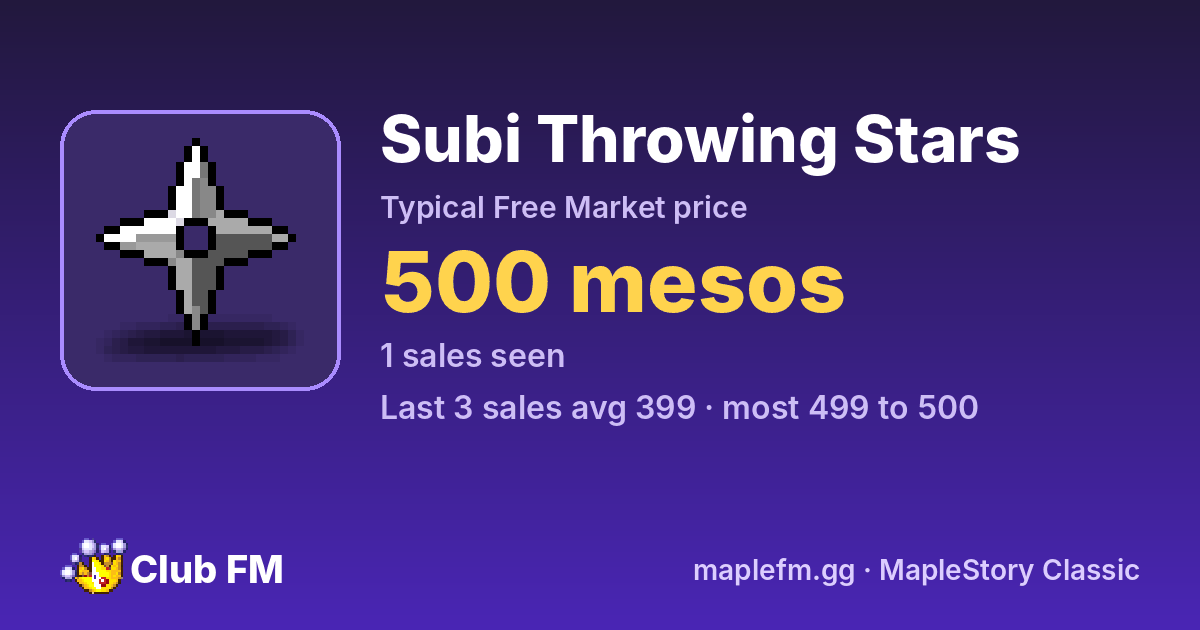 Subi Throwing Stars
Typical Free Market price
500 mesos
1 sales seen
Last 3 sales avg 399 · most 499 to 500
Club FM
maplefm.gg · MapleStory Classic